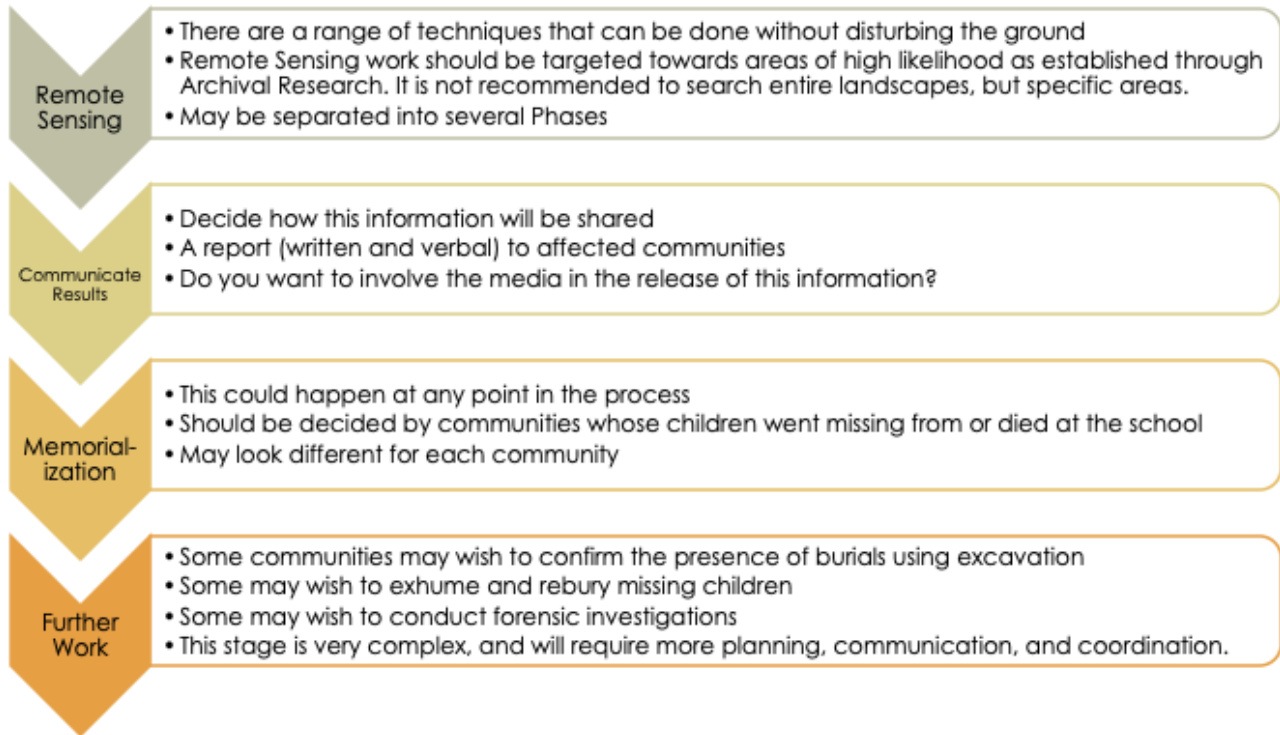 Remote
Sensing
• There are a range of techniques that can be done without disturbing the ground
• Remote Sensing work should be targeted towards areas of high likelihood as established through
Archival Research. It is not recommended to search entire landscapes, but specific areas.
• May be separated into several Phases
Communicate
Results
• Decide how this information will be shared
• A report (written and verbal) to affected communities
• Do you want to involve the media in the release of this information?
Memorial-
ization
• This could happen at any point in the process
• Should be decided by communities whose children went missing from or died at the school
• May look different for each community
Further
Work
• Some communities may wish to confirm the presence of burials using excavation
• Some may wish to exhume and rebury missing children
• Some may wish to conduct forensic investigations
• This stage is very complex, and will require more planning, communication, and coordination.